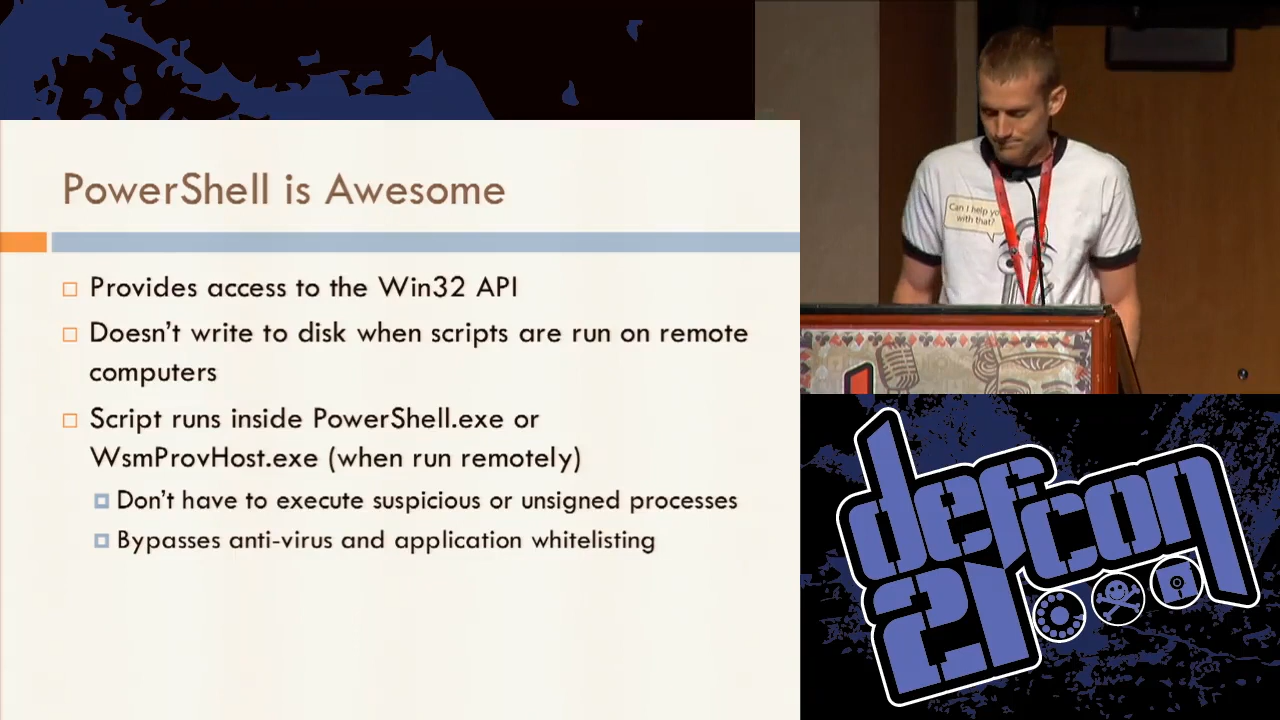 PowerShell is Awesome
Provides access to the Win32 API
Doesn't write to disk when scripts are run on remote
computers
Script runs inside PowerShell.exe or
WsmProvHost.exe (when run remotely)
Don't have to execute suspicious or unsigned processes
Bypasses anti-virus and application whitelisting
Can I help yo
with that?
defcon
21